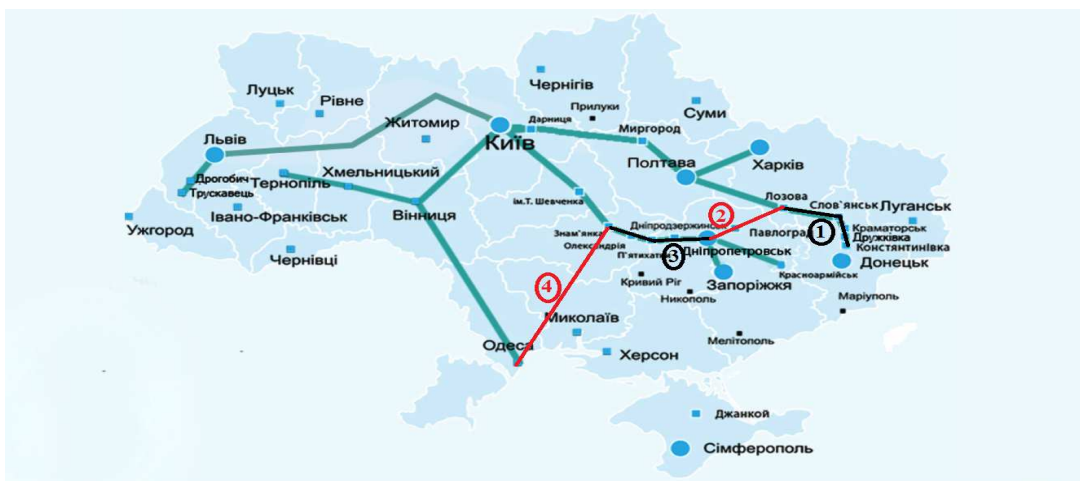 Чернігів
Луцьк
Рівне
Прилуки
Суми
Дарниця
Житомир
Миргород
Київ
Львів
Полтава
Харків
Хмельницький
Дрогобич
Тернопіль
Трускавець
ім.Т. Шевченка
Лозова
Слов`янськ
Луганськ
Івано-Франківськ
Вінниця
2
Ужгород
Знам`янка
Дніпродзержинськ
Павлоград
1
Краматорськ
Дружківка
Олександрія
П`ятихатки
3
Дніпропетровськ
Констянтинівка
Чернівці
Донецьк
Красноармійськ
Кривий Ріг
Запоріжжя
4
Никополь
Маріуполь
Миколаїв
Мелітополь
Одеса
Херсон
Джанкой
Сімферополь